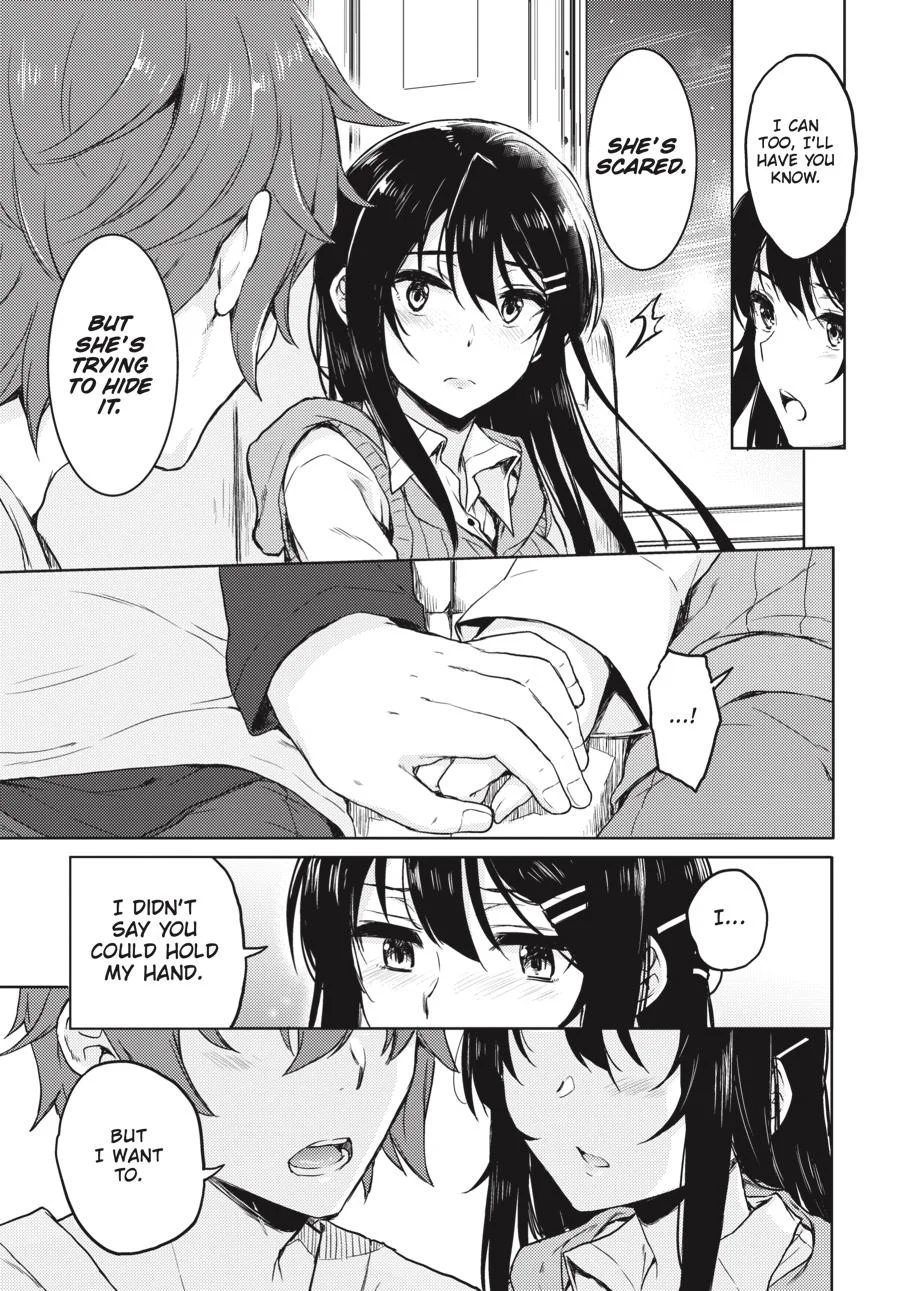 I CAN
TOO, I'LL
HAVE YOU
KNOW.
SHE'S
SCARED.
BUT
SHE'S
TRYING
TO HIDE
IT.
...!
I...
I DIDN'T
SAY YOU
COULD HOLD
MY HAND.
BUT
I WANT
TO.